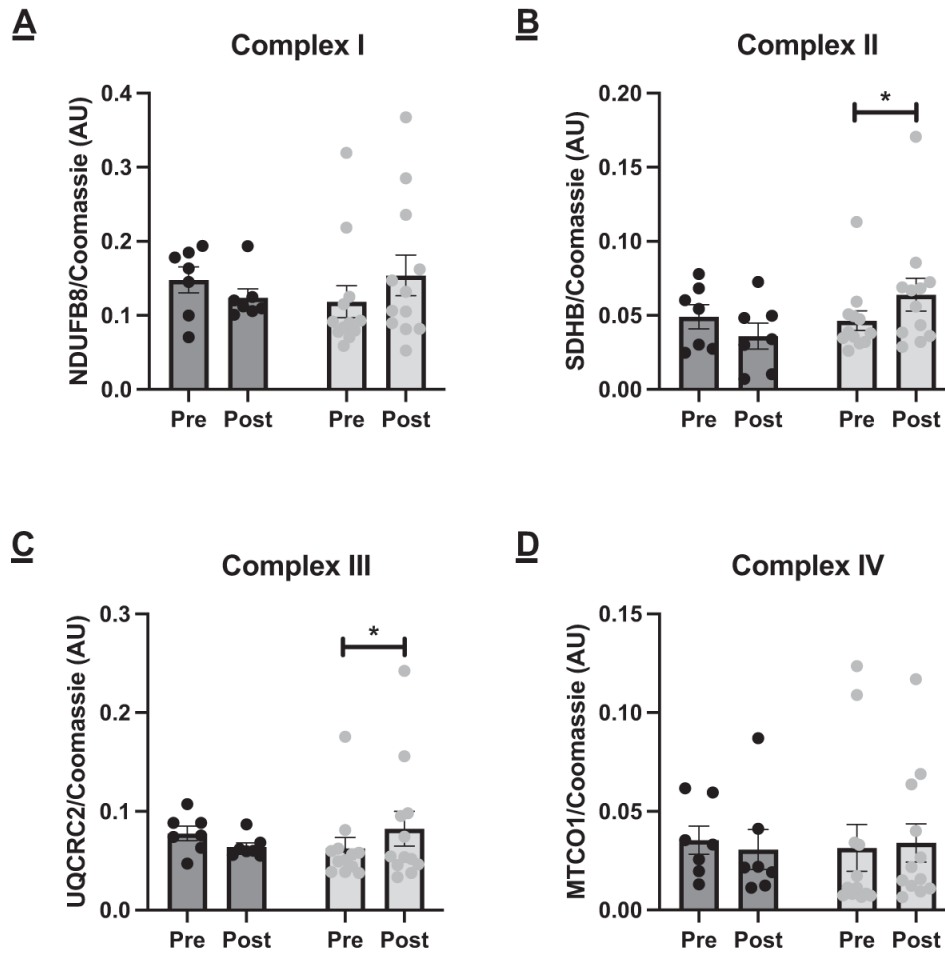 A
Complex I
NDUFB8/Coomassie (AU)
0.4
0.3
0.2
0.1
0.0
Pre Post Pre Post
B
Complex II
SDHB/Coomassie (AU)
0.20
0.15
0.10
0.05
0.00
*
Pre Post Pre Post
C
Complex III
UQCRC2/Coomassie (AU)
0.3
0.2
0.1
0.0
*
Pre Post Pre Post
D
Complex IV
MTCO1/Coomassie (AU)
0.15
0.10
0.05
0.00
Pre Post Pre Post